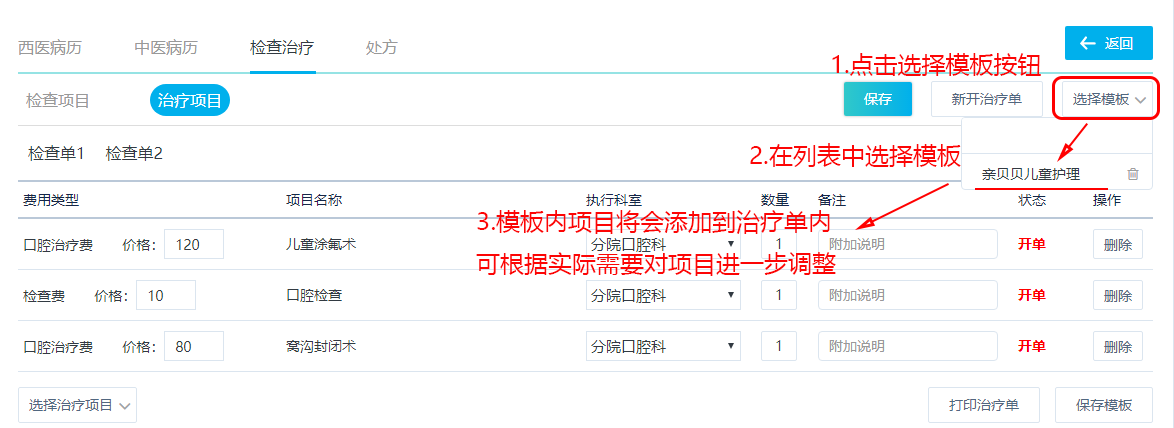 西医病历 中医病历 检查治疗 处方
返回
1.点击选择模板按钮
检查项目 治疗项目 保存 新开治疗单 选择模板
检查单1 检查单2
2.在列表中选择模板
亲贝贝儿童护理
费用类型 项目名称 执行科室 数量 备注 状态 操作
3.模板内项目将会添加到治疗单内
口腔治疗费 价格： 120 儿童涂氟术 分院口腔科 1 附加说明 开单 删除
可根据实际需要对项目进一步调整
检查费 价格： 10 口腔检查 分院口腔科 1 附加说明 开单 删除
口腔治疗费 价格： 80 窝沟封闭术 分院口腔科 1 附加说明 开单 删除
选择治疗项目 打印治疗单 保存模板